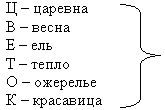 Ц – царевна
В – весна
Е – ель
Т – тепло
О – ожерелье
К – красавица